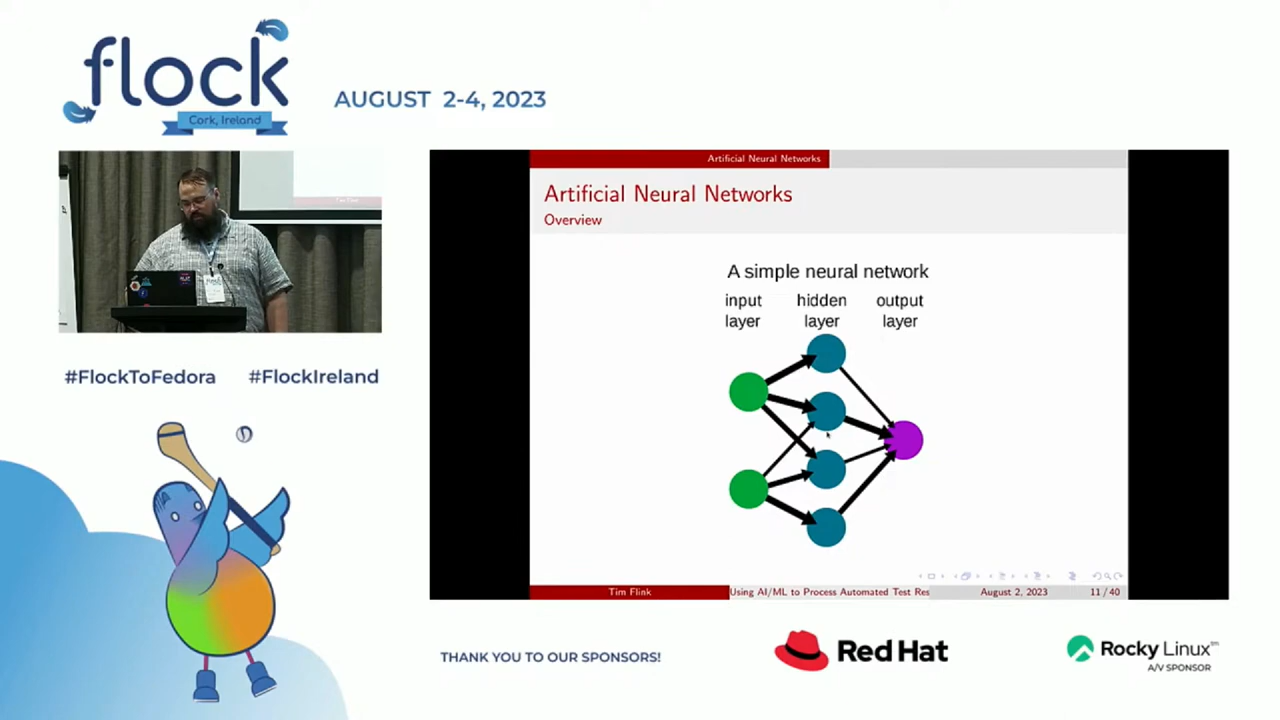 flock
Cork, Ireland
AUGUST 2-4, 2023
#FlockToFedora #FlockIreland
Artificial Neural Networks
Artificial Neural Networks
Overview
A simple neural network
input layer
hidden layer
output layer
Tim Flink
Using AI/ML to Process Automated Test Res
August 2, 2023
11 / 40
THANK YOU TO OUR SPONSORS!
Red Hat
Rocky Linux™
A/V SPONSOR